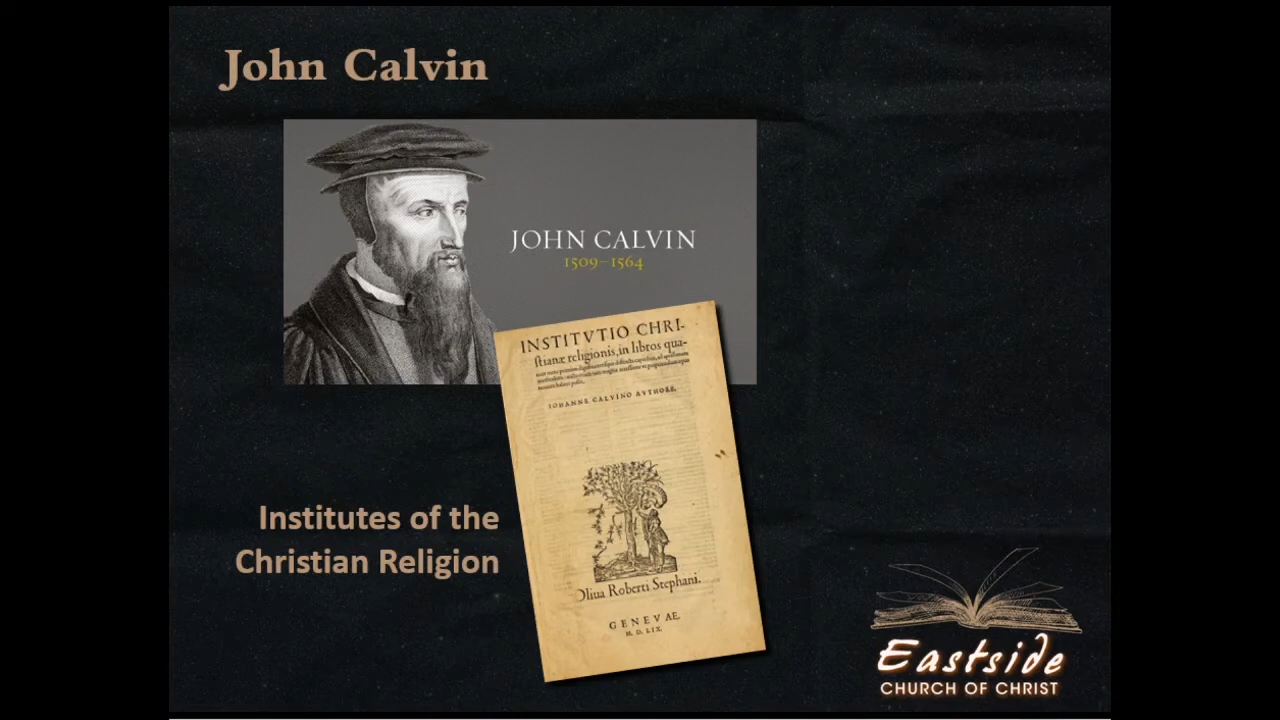 John Calvin
JOHN CALVIN
1509–1564
INSTITVTIO CHRI-
stianæ religionis, in libros qua-
IOHANNE CALVINO AVTHORE.
Oliua Roberti Stephani.
GENEVAE.
M. D. LIX.
Institutes of the
Christian Religion
Eastside
CHURCH OF CHRIST